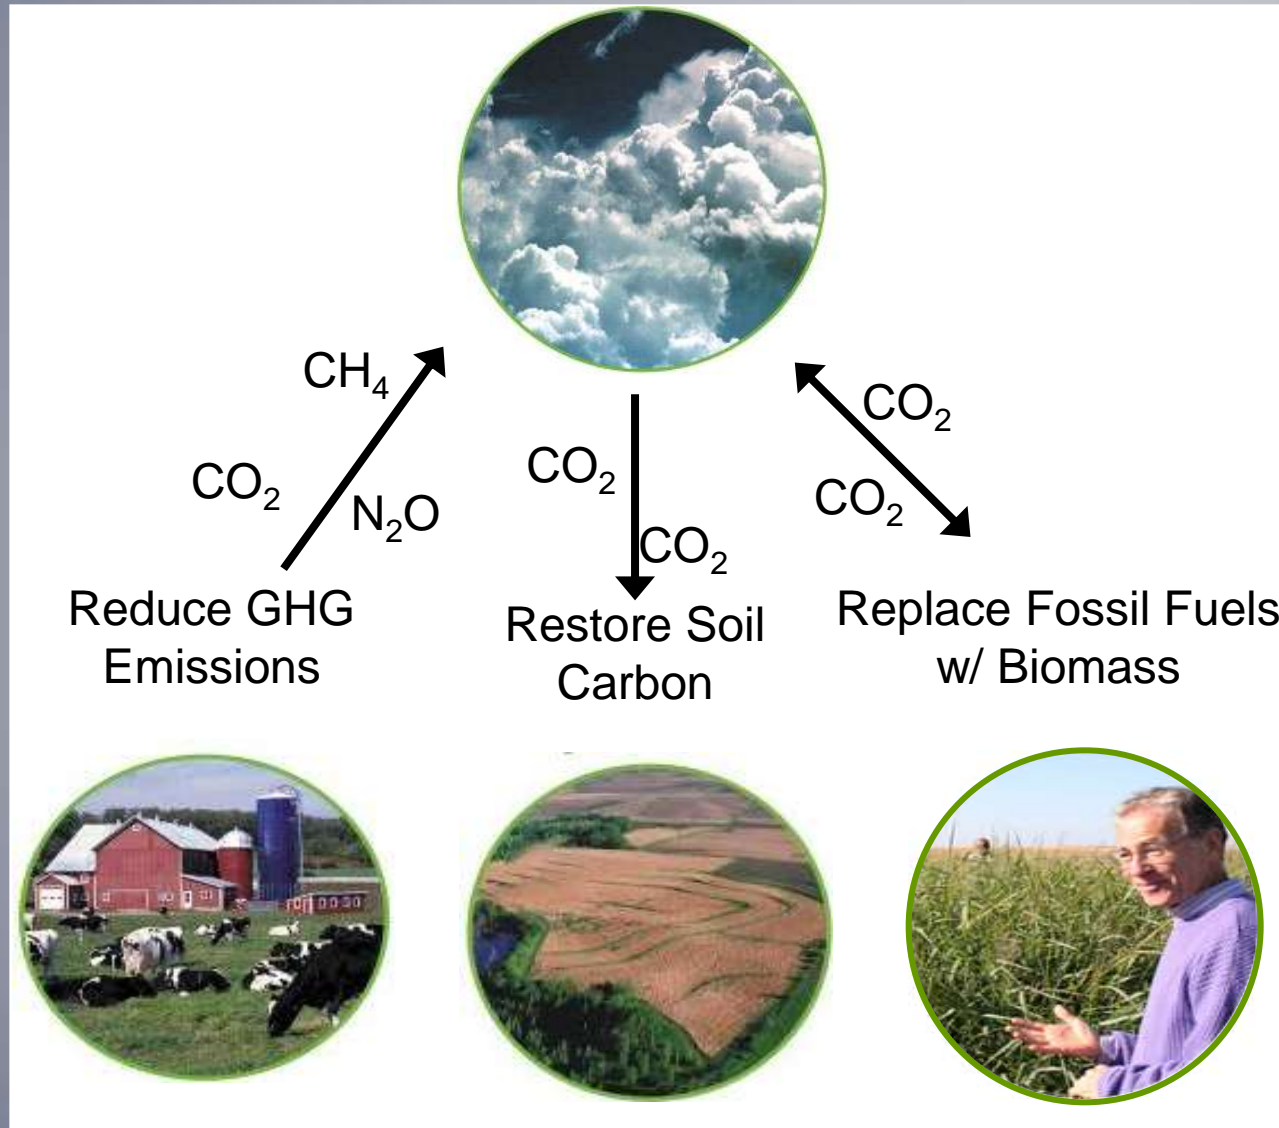 CH₄
CO₂
N₂O
CO₂
CO₂
CO₂
CO₂
Reduce GHG
Emissions
Restore Soil
Carbon
Replace Fossil Fuels
w/ Biomass